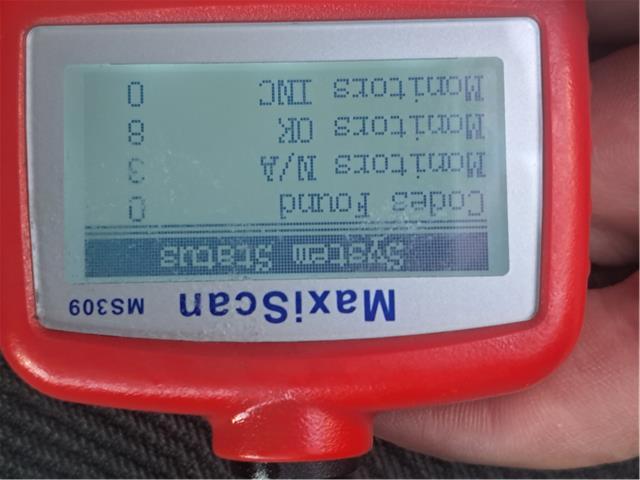 MaxiScan MS309
System Status
Codes Found 0
Monitors N/A 3
Monitors OK 8
Monitors INC 0